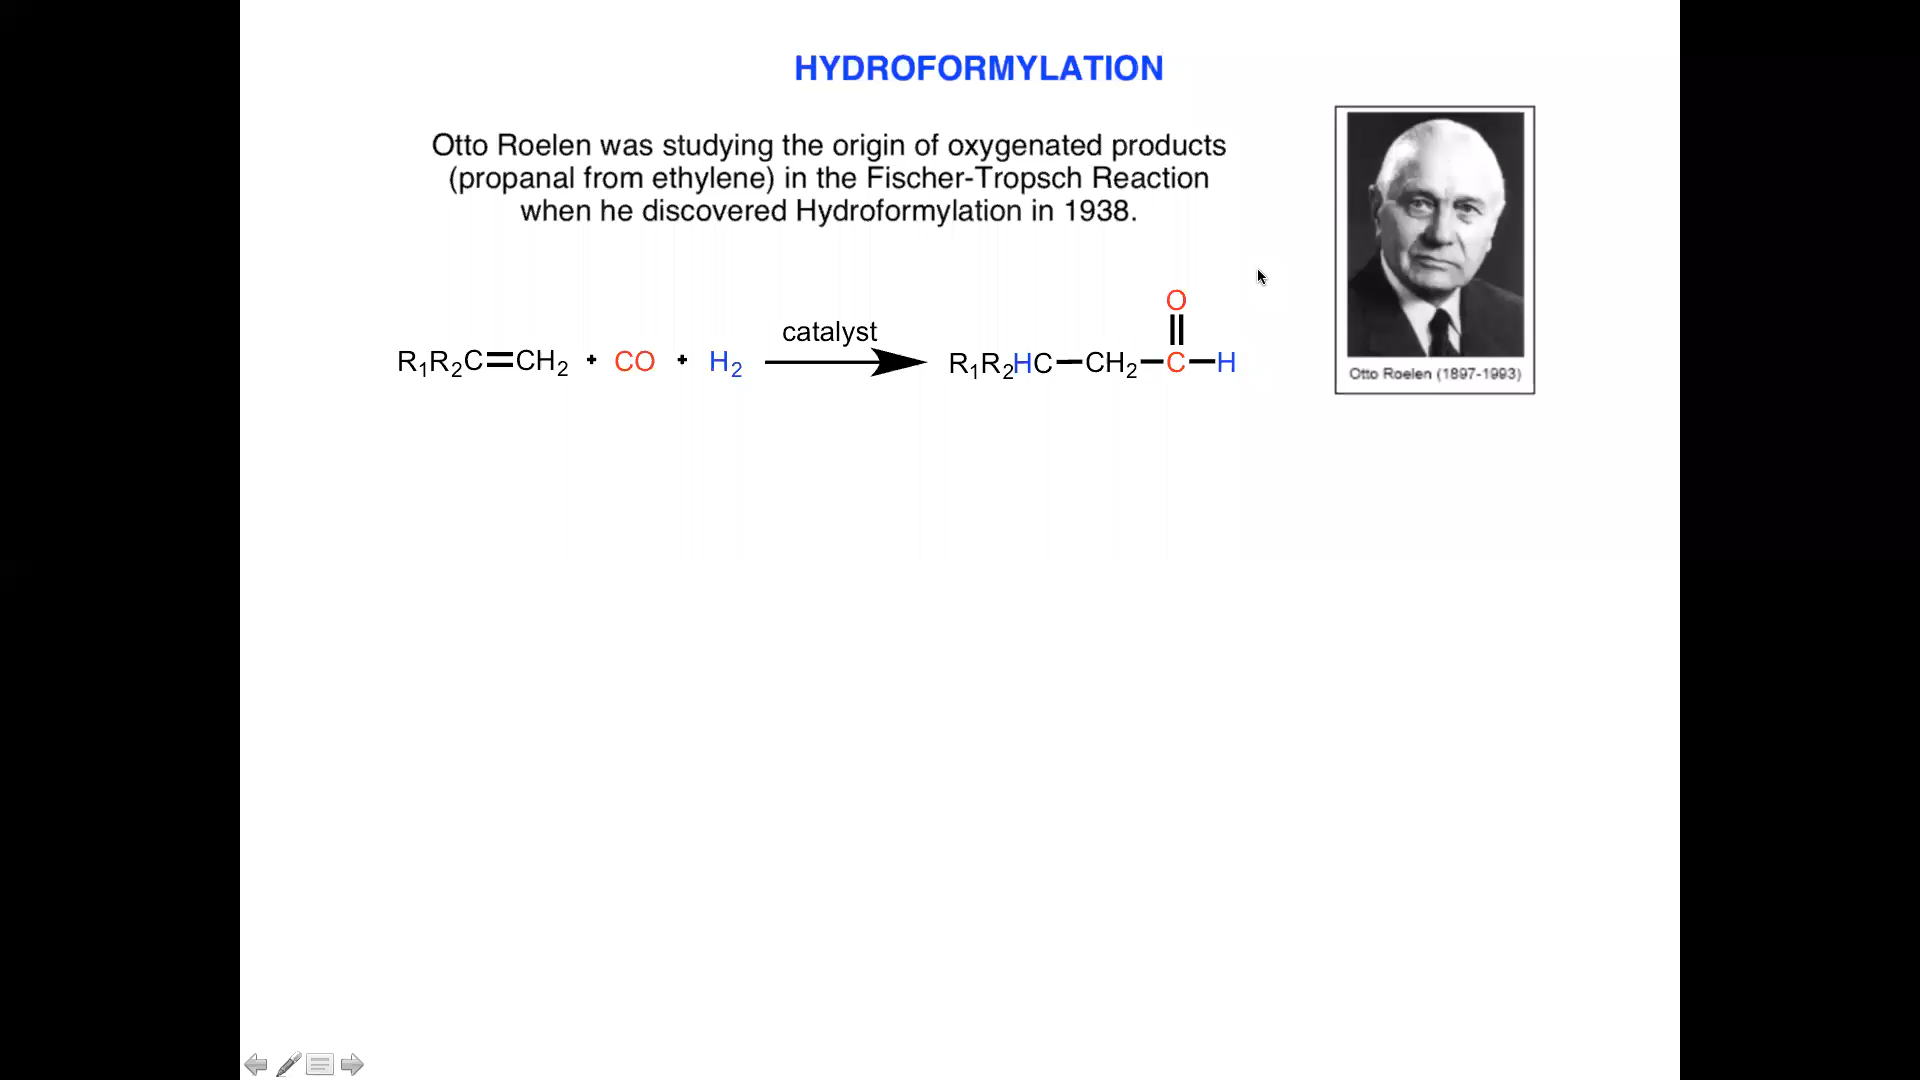 HYDROFORMYLATION
Otto Roelen was studying the origin of oxygenated products
(propanal from ethylene) in the Fischer-Tropsch Reaction
when he discovered Hydroformylation in 1938.
O
catalyst
R₁R₂C=CH₂ + CO + H₂ R₁R₂HC—CH₂—C—H
Otto Roelen (1897-1993)